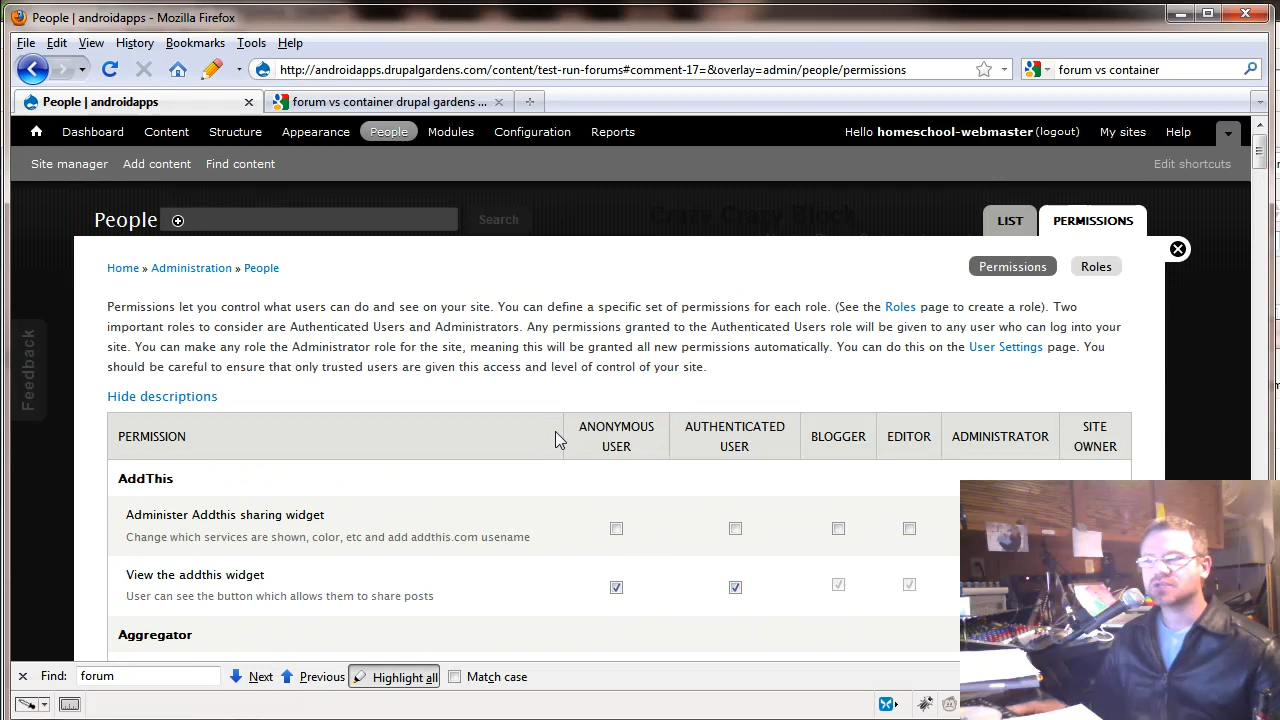 People | androidapps - Mozilla Firefox
File Edit View History Bookmarks Tools Help
http://androidapps.drupalgardens.com/content/test-run-forums#comment-17=&overlay=admin/people/permissions
forum vs container
People | androidapps
forum vs container drupal gardens ...
Dashboard Content Structure Appearance People Modules Configuration Reports
Hello homeschool-webmaster (logout) My sites Help
Site manager Add content Find content
Edit shortcuts
People
Search
Crazy Crazy Block
LIST PERMISSIONS
Home » Administration » People
Permissions Roles
Permissions let you control what users can do and see on your site. You can define a specific set of permissions for each role. (See the Roles page to create a role). Two
important roles to consider are Authenticated Users and Administrators. Any permissions granted to the Authenticated Users role will be given to any user who can log into your
site. You can make any role the Administrator role for the site, meaning this will be granted all new permissions automatically. You can do this on the User Settings page. You
should be careful to ensure that only trusted users are given this access and level of control of your site.
Feedback
Hide descriptions
PERMISSION
ANONYMOUS
USER
AUTHENTICATED
USER
BLOGGER
EDITOR
ADMINISTRATOR
SITE
OWNER
AddThis
Administer Addthis sharing widget
Change which services are shown, color, etc and add addthis.com usename
View the addthis widget
User can see the button which allows them to share posts
Aggregator
Find: forum Next Previous Highlight all Match case